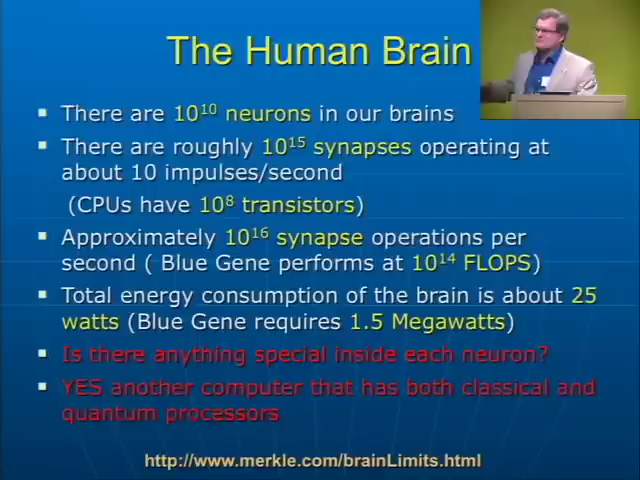 The Human Brain
There are 10¹⁰ neurons in our brains
There are roughly 10¹⁵ synapses operating at
about 10 impulses/second
(CPUs have 10⁸ transistors)
Approximately 10¹⁶ synapse operations per
second ( Blue Gene performs at 10¹⁴ FLOPS)
Total energy consumption of the brain is about 25
watts (Blue Gene requires 1.5 Megawatts)
Is there anything special inside each neuron?
YES another computer that has both classical and
quantum processors
http://www.merkle.com/brainLimits.html